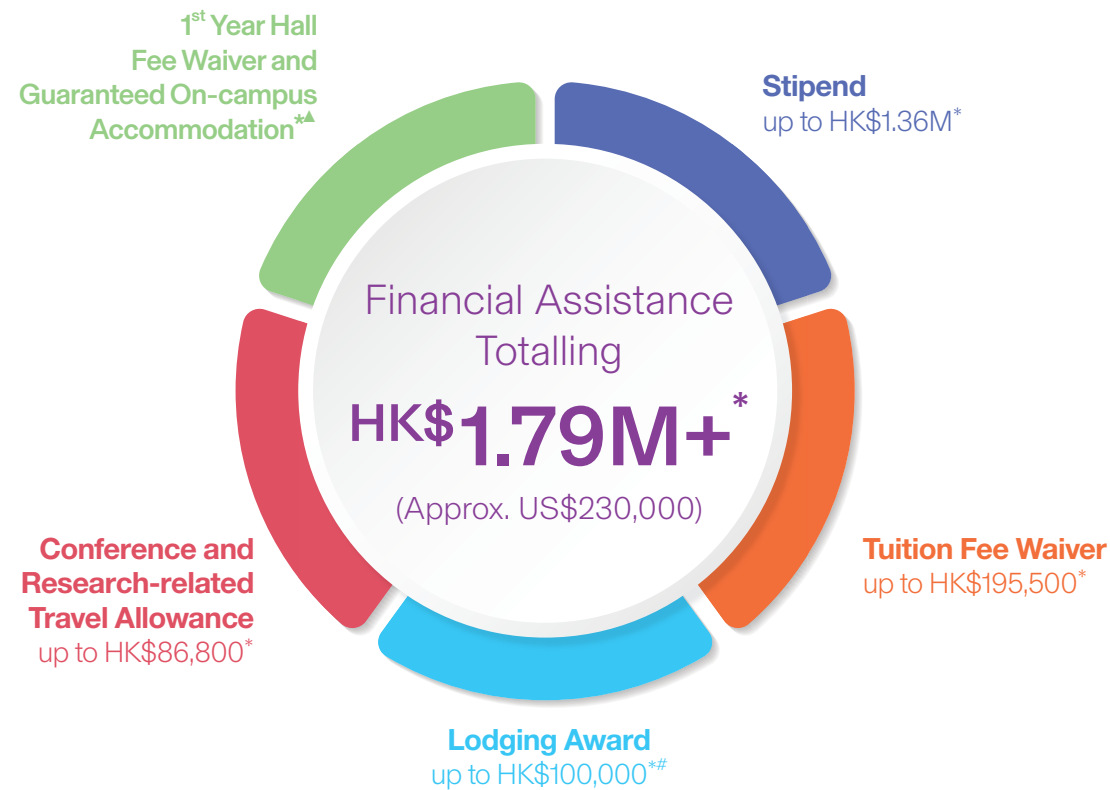 1st Year Hall
Fee Waiver and
Guaranteed On-campus
Accommodation*▲
Stipend
up to HK$1.36M*
Financial Assistance
Totalling
HK$1.79M+*
(Approx. US$230,000)
Conference and
Research-related
Travel Allowance
up to HK$86,800*
Tuition Fee Waiver
up to HK$195,500*
Lodging Award
up to HK$100,000*#